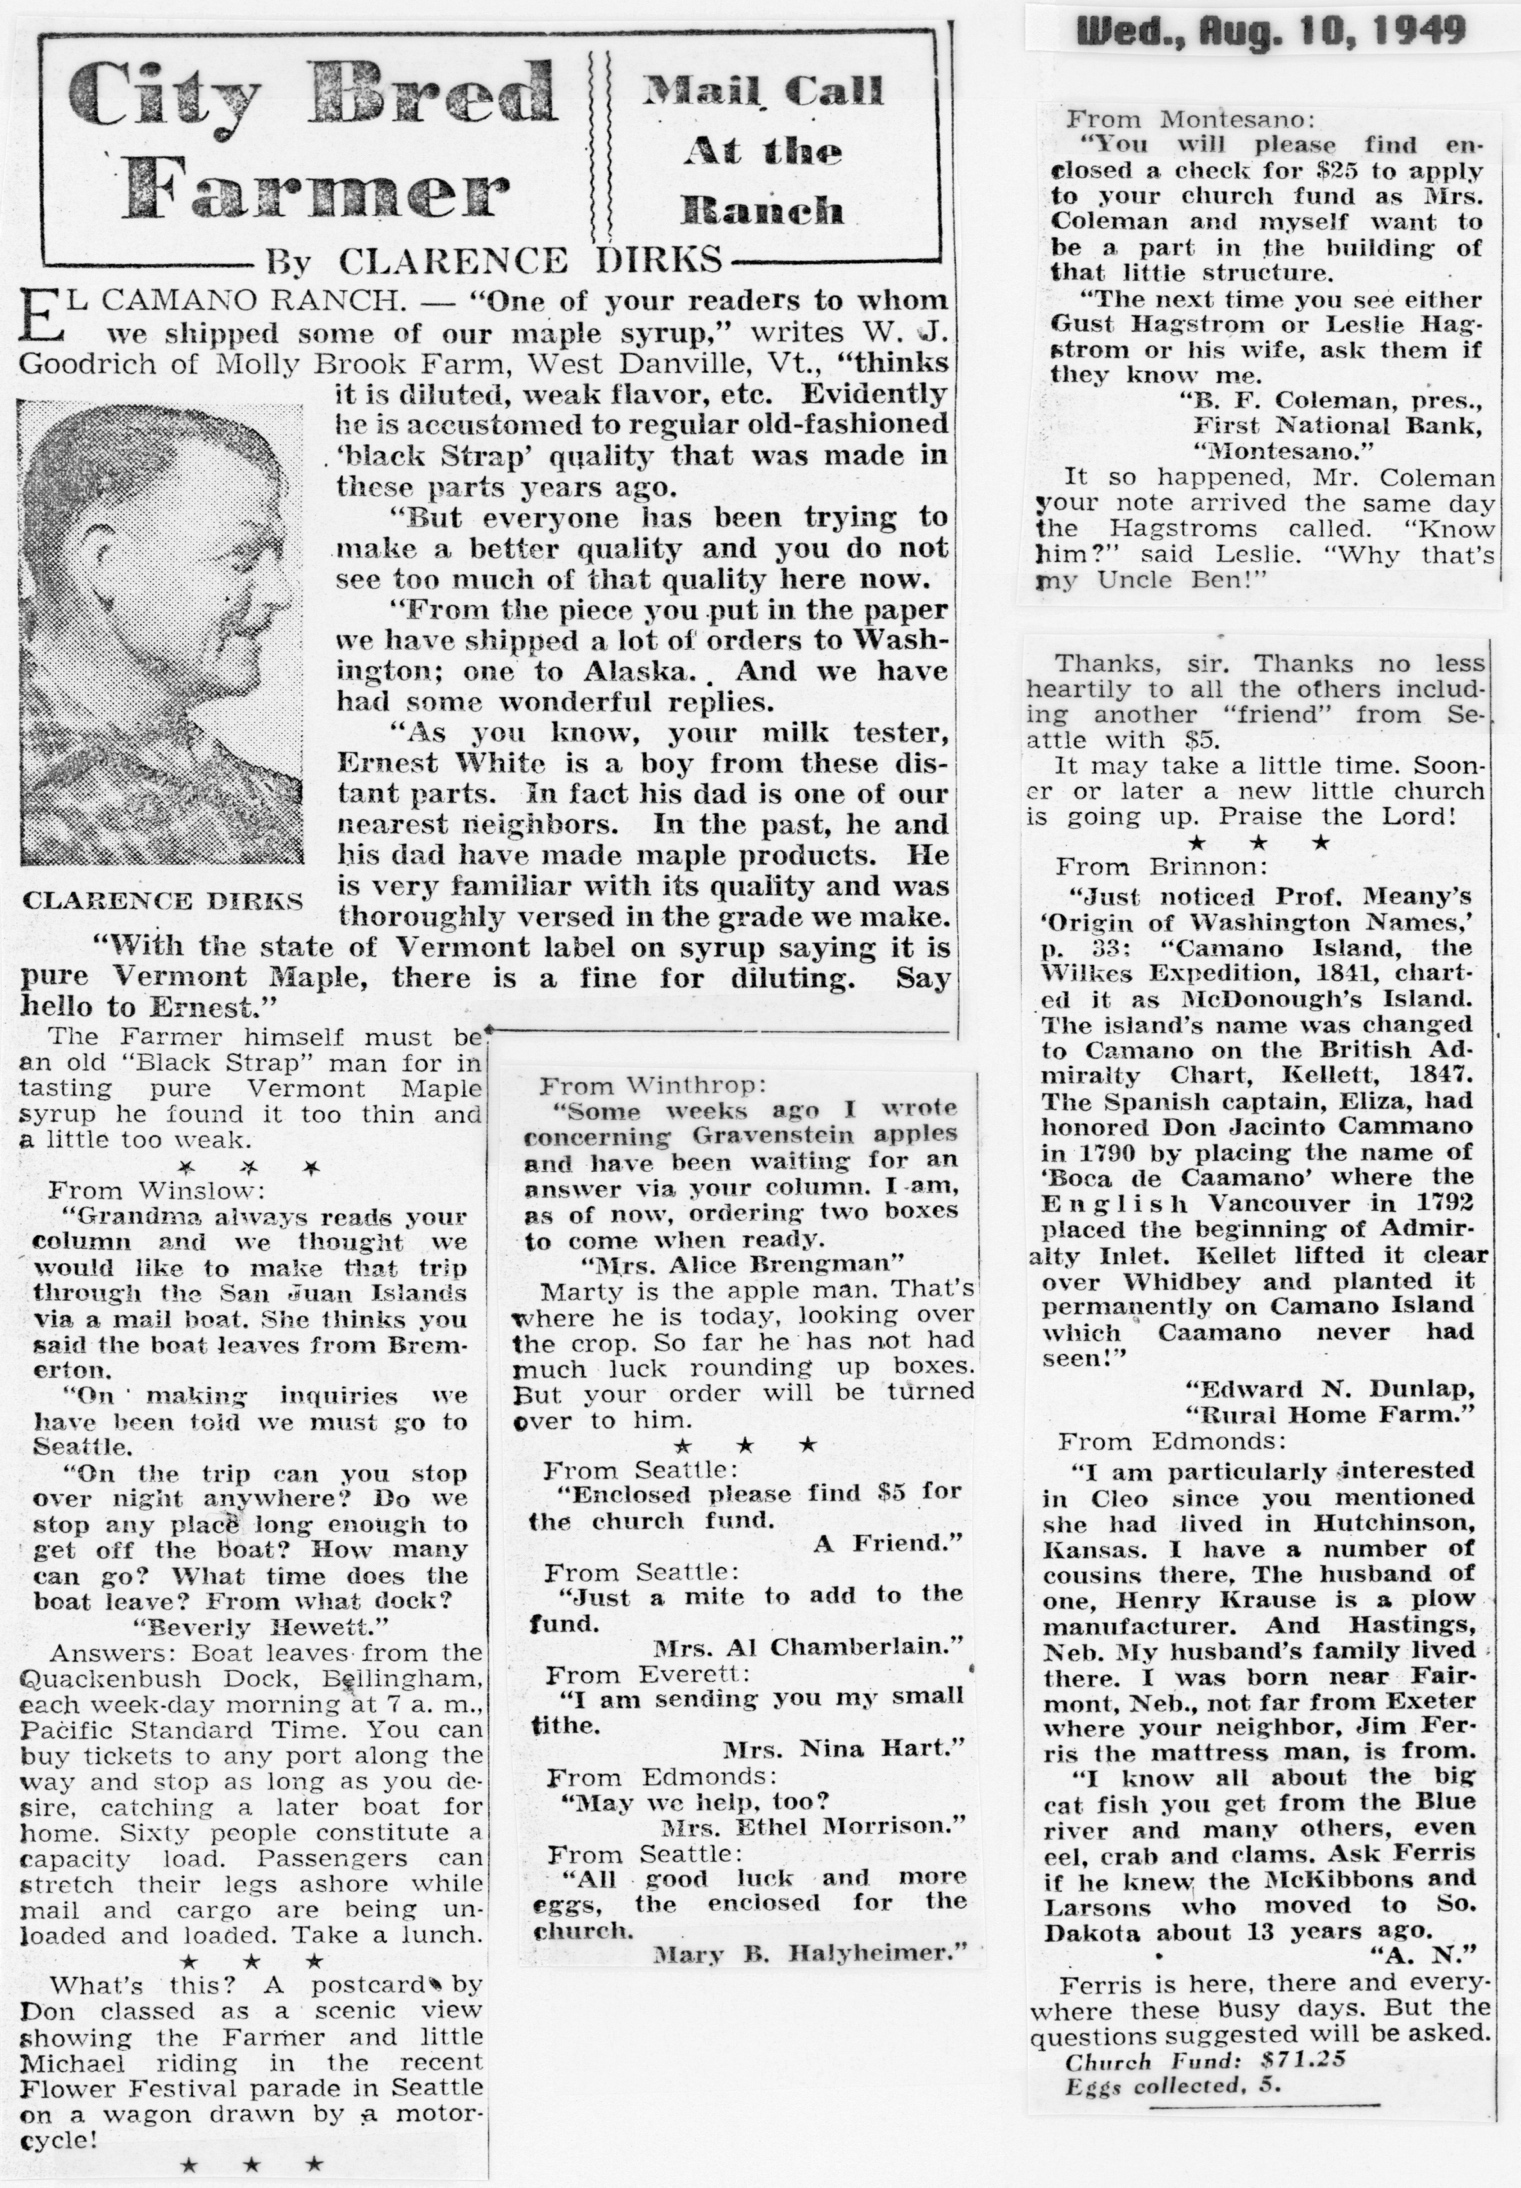 Wed., Aug. 10, 1949
City Bred
Farmer
Mail Call
At the
Ranch
By CLARENCE DIRKS
EL CAMANO RANCH. — “One of your readers to whom
we shipped some of our maple syrup,” writes W. J.
Goodrich of Molly Brook Farm, West Danville, Vt., “thinks
it is diluted, weak flavor, etc. Evidently
he is accustomed to regular old-fashioned
‘black Strap’ quality that was made in
these parts years ago.
“But everyone has been trying to
make a better quality and you do not
see too much of that quality here now.
“From the piece you put in the paper
we have shipped a lot of orders to Wash-
ington; one to Alaska. And we have
had some wonderful replies.
“As you know, your milk tester,
Ernest White is a boy from these dis-
tant parts. In fact his dad is one of our
nearest neighbors. In the past, he and
his dad have made maple products. He
is very familiar with its quality and was
thoroughly versed in the grade we make.
CLARENCE DIRKS
“With the state of Vermont label on syrup saying it is
pure Vermont Maple, there is a fine for diluting. Say
hello to Ernest.”
The Farmer himself must be
an old “Black Strap” man for in
tasting pure Vermont Maple
syrup he found it too thin and
a little too weak.
★ ★ ★
From Winslow:
“Grandma always reads your
column and we thought we
would like to make that trip
through the San Juan Islands
via a mail boat. She thinks you
said the boat leaves from Brem-
erton.
“On making inquiries we
have been told we must go to
Seattle.
“On the trip can you stop
over night anywhere? Do we
stop any place long enough to
get off the boat? How many
can go? What time does the
boat leave? From what dock?
“Beverly Hewett.”
Answers: Boat leaves from the
Quackenbush Dock, Bellingham,
each week-day morning at 7 a. m.,
Pacific Standard Time. You can
buy tickets to any port along the
way and stop as long as you de-
sire, catching a later boat for
home. Sixty people constitute a
capacity load. Passengers can
stretch their legs ashore while
mail and cargo are being un-
loaded and loaded. Take a lunch.
★ ★ ★
What's this? A postcard by
Don classed as a scenic view
showing the Farmer and little
Michael riding in the recent
Flower Festival parade in Seattle
on a wagon drawn by a motor-
cycle!
★ ★ ★
From Winthrop:
“Some weeks ago I wrote
concerning Gravenstein apples
and have been waiting for an
answer via your column. I am,
as of now, ordering two boxes
to come when ready.
“Mrs. Alice Brengman”
Marty is the apple man. That's
where he is today, looking over
the crop. So far he has not had
much luck rounding up boxes.
But your order will be turned
over to him.
★ ★ ★
From Seattle:
“Enclosed please find $5 for
the church fund.
A Friend.”
From Seattle:
“Just a mite to add to the
fund.
Mrs. Al Chamberlain.”
From Everett:
“I am sending you my small
tithe.
Mrs. Nina Hart.”
From Edmonds:
“May we help, too?
Mrs. Ethel Morrison.”
From Seattle:
“All good luck and more
eggs, the enclosed for the
church.
Mary B. Halyheimer.”
From Montesano:
“You will please find en-
closed a check for $25 to apply
to your church fund as Mrs.
Coleman and myself want to
be a part in the building of
that little structure.
“The next time you see either
Gust Hagstrom or Leslie Hag-
strom or his wife, ask them if
they know me.
“B. F. Coleman, pres.,
First National Bank,
“Montesano.”
It so happened, Mr. Coleman
your note arrived the same day
the Hagstroms called. “Know
him?” said Leslie. “Why that's
my Uncle Ben!”
Thanks, sir. Thanks no less
heartily to all the others includ-
ing another “friend” from Se-
attle with $5.
It may take a little time. Soon-
er or later a new little church
is going up. Praise the Lord!
★ ★ ★
From Brinnon:
“Just noticed Prof. Meany's
‘Origin of Washington Names,’
p. 33: “Camano Island, the
Wilkes Expedition, 1841, chart-
ed it as McDonough's Island.
The island's name was changed
to Camano on the British Ad-
miralty Chart, Kellett, 1847.
The Spanish captain, Eliza, had
honored Don Jacinto Cammano
in 1790 by placing the name of
‘Boca de Caamano’ where the
English Vancouver in 1792
placed the beginning of Admir-
alty Inlet. Kellet lifted it clear
over Whidbey and planted it
permanently on Camano Island
which Caamano never had
seen!”
“Edward N. Dunlap,
“Rural Home Farm.”
From Edmonds:
“I am particularly interested
in Cleo since you mentioned
she had lived in Hutchinson,
Kansas. I have a number of
cousins there, The husband of
one, Henry Krause is a plow
manufacturer. And Hastings,
Neb. My husband's family lived
there. I was born near Fair-
mont, Neb., not far from Exeter
where your neighbor, Jim Fer-
ris the mattress man, is from.
“I know all about the big
cat fish you get from the Blue
river and many others, even
eel, crab and clams. Ask Ferris
if he knew the McKibbons and
Larsons who moved to So.
Dakota about 13 years ago.
“A. N.”
Ferris is here, there and every-
where these busy days. But the
questions suggested will be asked.
Church Fund: $71.25
Eggs collected, 5.